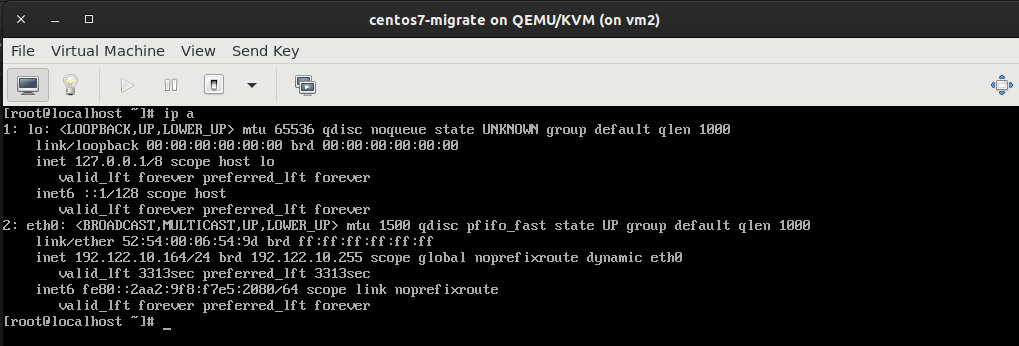 centos7-migrate on QEMU/KVM (on vm2)
File Virtual Machine View Send Key
[root@localhost ~]# ip a
1: lo: <LOOPBACK,UP,LOWER_UP> mtu 65536 qdisc noqueue state UNKNOWN group default qlen 1000
    link/loopback 00:00:00:00:00:00 brd 00:00:00:00:00:00
    inet 127.0.0.1/8 scope host lo
       valid_lft forever preferred_lft forever
    inet6 ::1/128 scope host
       valid_lft forever preferred_lft forever
2: eth0: <BROADCAST,MULTICAST,UP,LOWER_UP> mtu 1500 qdisc pfifo_fast state UP group default qlen 1000
    link/ether 52:54:00:06:54:9d brd ff:ff:ff:ff:ff:ff
    inet 192.122.10.164/24 brd 192.122.10.255 scope global noprefixroute dynamic eth0
       valid_lft 3313sec preferred_lft 3313sec
    inet6 fe80::2aa2:9f8:f7e5:2080/64 scope link noprefixroute
       valid_lft forever preferred_lft forever
[root@localhost ~]# _